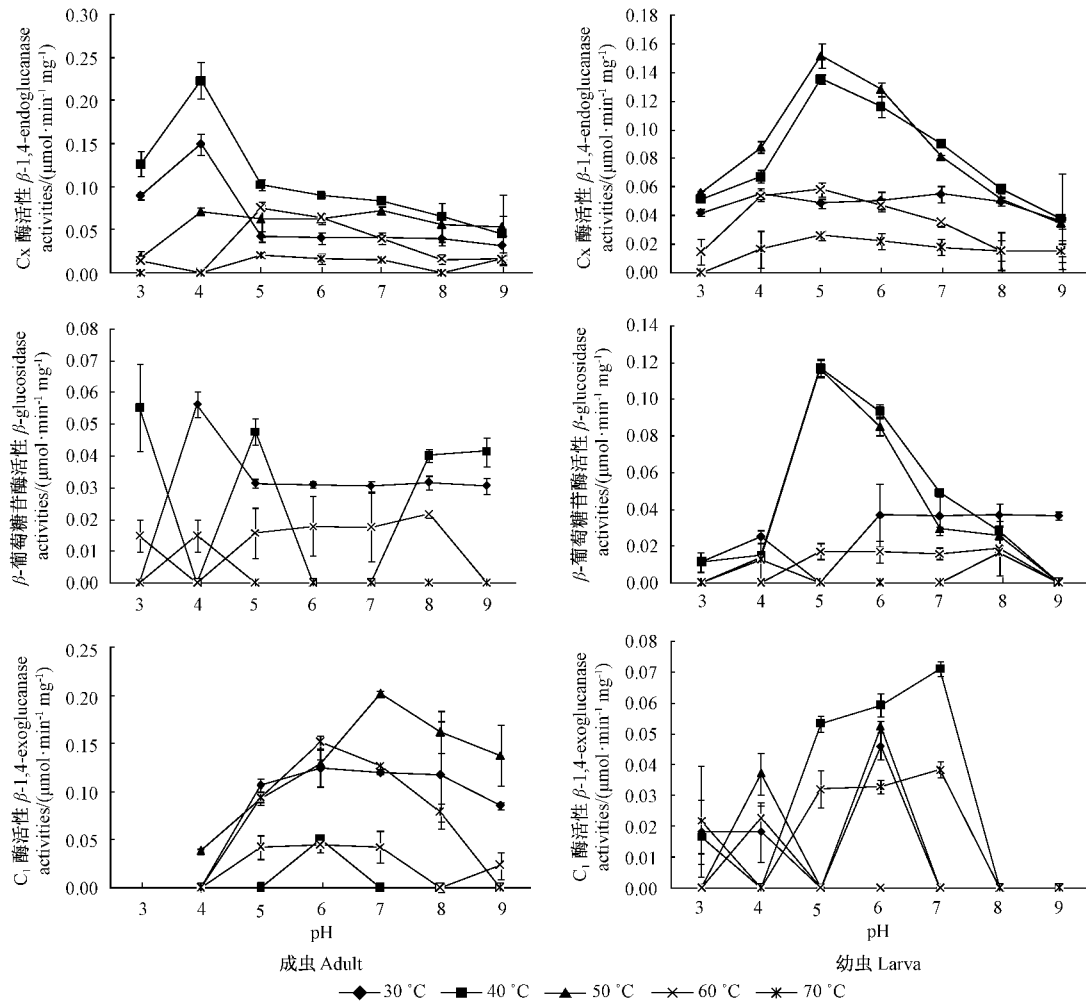 Cx 酶活性 β-1,4-endoglucanase
activities/(μmol·min⁻¹ mg⁻¹)
0.30
0.25
0.20
0.15
0.10
0.05
0.00
3 4 5 6 7 8 9
Cx 酶活性 β-1,4-endoglucanase
activities/(μmol·min⁻¹ mg⁻¹)
0.18
0.16
0.14
0.12
0.10
0.08
0.06
0.04
0.02
0.00
3 4 5 6 7 8 9
β-葡萄糖苷酶活性 β-glucosidase
activities/(μmol·min⁻¹ mg⁻¹)
0.08
0.07
0.06
0.05
0.04
0.03
0.02
0.01
0.00
3 4 5 6 7 8 9
β-葡萄糖苷酶活性 β-glucosidase
activities/(μmol·min⁻¹ mg⁻¹)
0.14
0.12
0.10
0.08
0.06
0.04
0.02
0.00
3 4 5 6 7 8 9
C₁ 酶活性 β-1,4-exoglucanase
activities/(μmol·min⁻¹ mg⁻¹)
0.25
0.20
0.15
0.10
0.05
0.00
3 4 5 6 7 8 9
pH
成虫 Adult
C₁ 酶活性 β-1,4-exoglucanase
activities/(μmol·min⁻¹ mg⁻¹)
0.08
0.07
0.06
0.05
0.04
0.03
0.02
0.01
0.00
3 4 5 6 7 8 9
pH
幼虫 Larva
30 ˚C 40 ˚C 50 ˚C 60 ˚C 70 ˚C